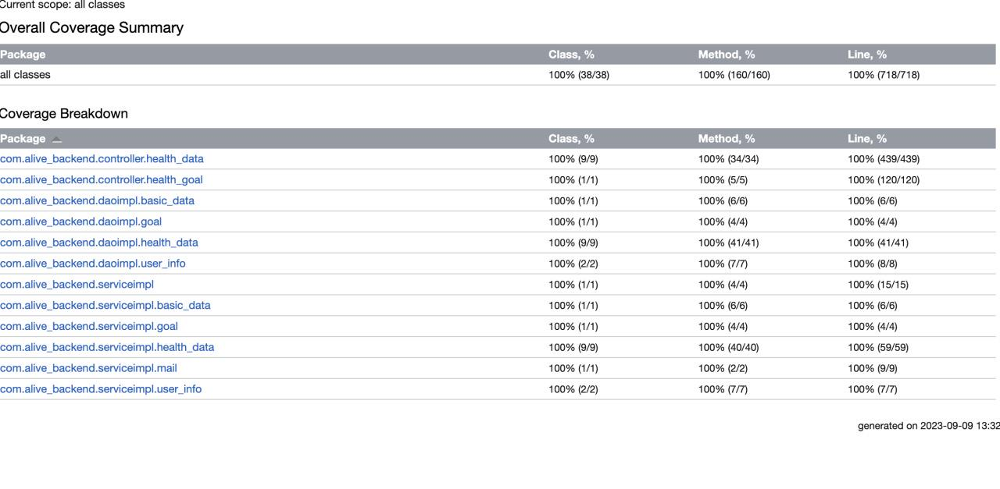 Current scope: all classes
Overall Coverage Summary
Package Class, % Method, % Line, %
all classes 100% (38/38) 100% (160/160) 100% (718/718)
Coverage Breakdown
Package Class, % Method, % Line, %
com.alive_backend.controller.health_data 100% (9/9) 100% (34/34) 100% (439/439)
com.alive_backend.controller.health_goal 100% (1/1) 100% (5/5) 100% (120/120)
com.alive_backend.daoimpl.basic_data 100% (1/1) 100% (6/6) 100% (6/6)
com.alive_backend.daoimpl.goal 100% (1/1) 100% (4/4) 100% (4/4)
com.alive_backend.daoimpl.health_data 100% (9/9) 100% (41/41) 100% (41/41)
com.alive_backend.daoimpl.user_info 100% (2/2) 100% (7/7) 100% (8/8)
com.alive_backend.serviceimpl 100% (1/1) 100% (4/4) 100% (15/15)
com.alive_backend.serviceimpl.basic_data 100% (1/1) 100% (6/6) 100% (6/6)
com.alive_backend.serviceimpl.goal 100% (1/1) 100% (4/4) 100% (4/4)
com.alive_backend.serviceimpl.health_data 100% (9/9) 100% (40/40) 100% (59/59)
com.alive_backend.serviceimpl.mail 100% (1/1) 100% (2/2) 100% (9/9)
com.alive_backend.serviceimpl.user_info 100% (2/2) 100% (7/7) 100% (7/7)
generated on 2023-09-09 13:32